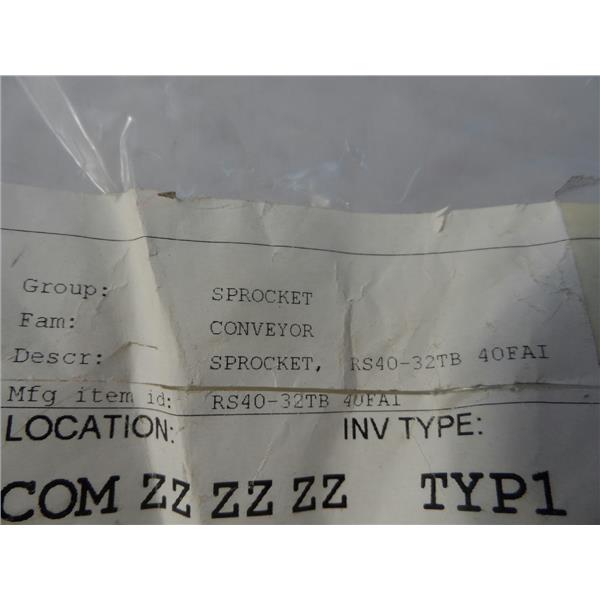 Group: SPROCKET
Fam: CONVEYOR
Descr: SPROCKET, RS40-32TB 40FAI
Mfg item id: RS40-32TB 40FAI
LOCATION: INV TYPE:
COM ZZ ZZ ZZ TYP1